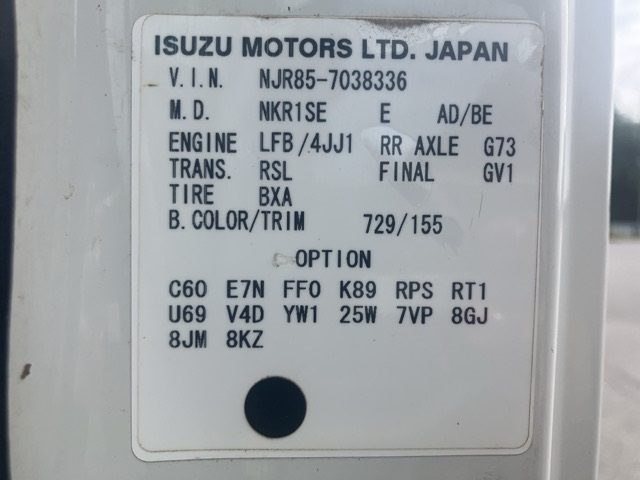 ISUZU MOTORS LTD. JAPAN
V.I.N. NJR85-7038336
M.D. NKR1SE E AD/BE
ENGINE LFB/4JJ1 RR AXLE G73
TRANS. RSL FINAL GV1
TIRE BXA
B.COLOR/TRIM 729/155
OPTION
C60 E7N FF0 K89 RPS RT1
U69 V4D YW1 25W 7VP 8GJ
8JM 8KZ